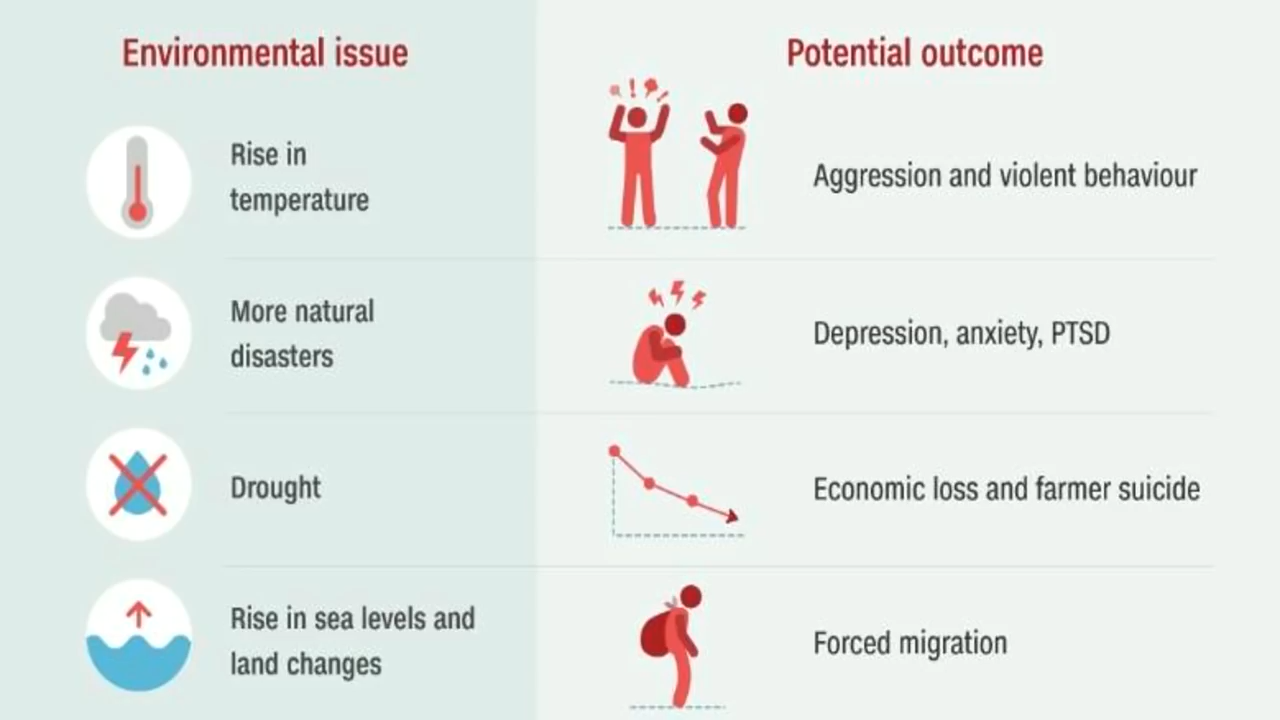 Environmental issue
Potential outcome
Rise in
temperature
Aggression and violent behaviour
More natural
disasters
Depression, anxiety, PTSD
Drought
Economic loss and farmer suicide
Rise in sea levels and
land changes
Forced migration